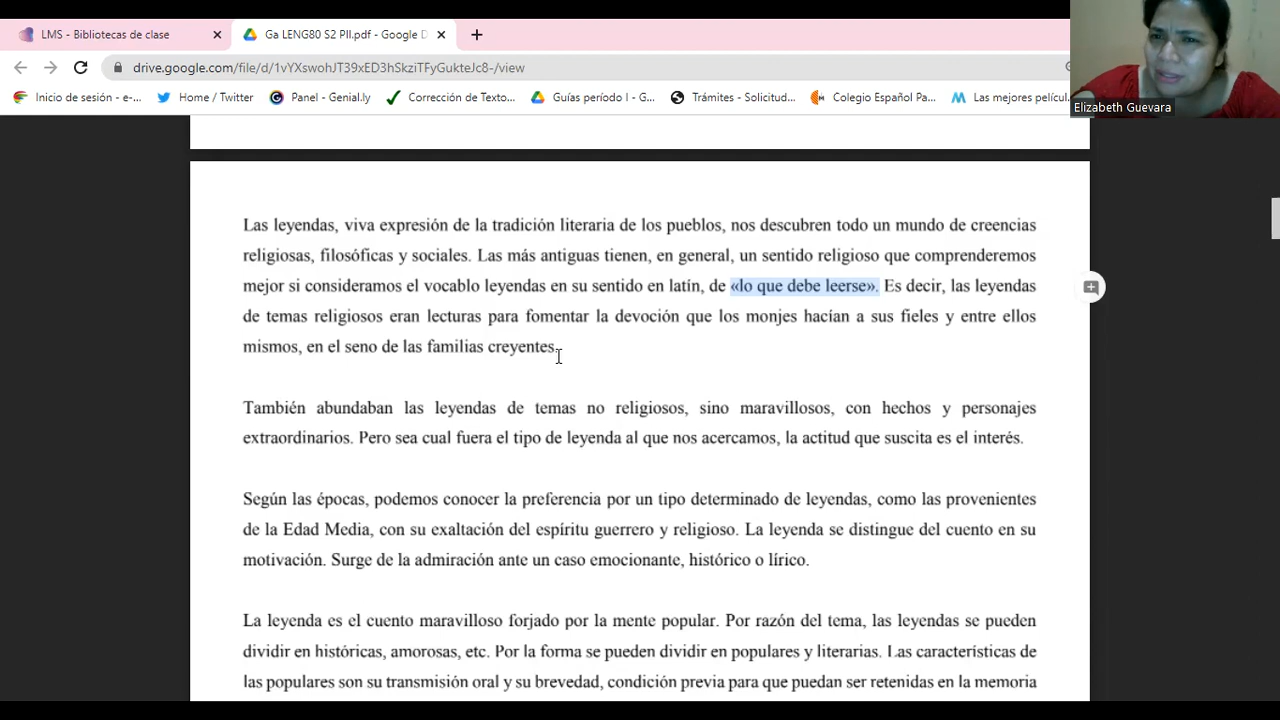 LMS - Bibliotecas de clase
Ga LENG80 S2 PII.pdf - Google D
drive.google.com/file/d/1vYXswohJT39xED3hSkziTFyGukteJc8-/view
Inicio de sesión - e-...
Home / Twitter
Panel - Genial.ly
Corrección de Texto...
Guías período I - G...
Trámites - Solicitud...
Colegio Español Pa...
Las mejores películ
Elizabeth Guevara
Las leyendas, viva expresión de la tradición literaria de los pueblos, nos descubren todo un mundo de creencias
religiosas, filosóficas y sociales. Las más antiguas tienen, en general, un sentido religioso que comprenderemos
mejor si consideramos el vocablo leyendas en su sentido en latín, de «lo que debe leerse». Es decir, las leyendas
de temas religiosos eran lecturas para fomentar la devoción que los monjes hacían a sus fieles y entre ellos
mismos, en el seno de las familias creyentes.
También abundaban las leyendas de temas no religiosos, sino maravillosos, con hechos y personajes
extraordinarios. Pero sea cual fuera el tipo de leyenda al que nos acercamos, la actitud que suscita es el interés.
Según las épocas, podemos conocer la preferencia por un tipo determinado de leyendas, como las provenientes
de la Edad Media, con su exaltación del espíritu guerrero y religioso. La leyenda se distingue del cuento en su
motivación. Surge de la admiración ante un caso emocionante, histórico o lírico.
La leyenda es el cuento maravilloso forjado por la mente popular. Por razón del tema, las leyendas se pueden
dividir en históricas, amorosas, etc. Por la forma se pueden dividir en populares y literarias. Las características de
las populares son su transmisión oral y su brevedad, condición previa para que puedan ser retenidas en la memoria